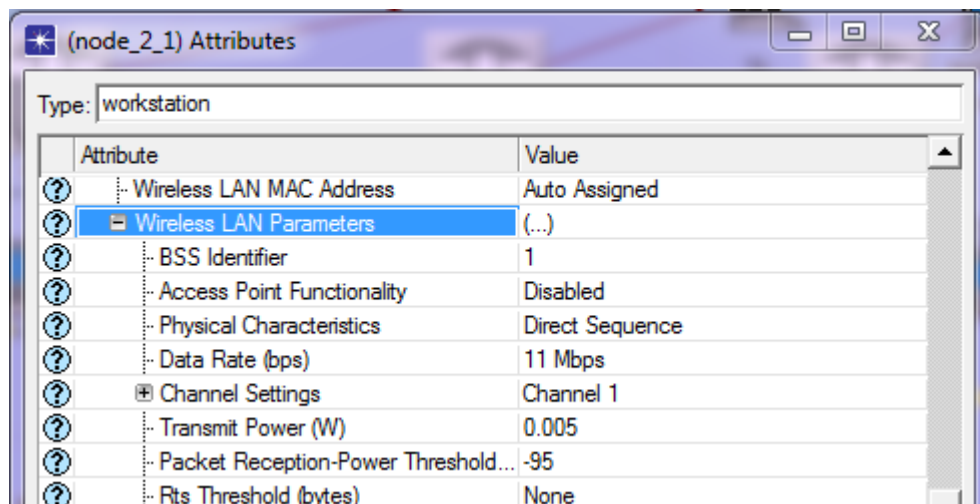 (node_2_1) Attributes
Type: workstation
Attribute Value
Wireless LAN MAC Address Auto Assigned
Wireless LAN Parameters (...)
BSS Identifier 1
Access Point Functionality Disabled
Physical Characteristics Direct Sequence
Data Rate (bps) 11 Mbps
Channel Settings Channel 1
Transmit Power (W) 0.005
Packet Reception-Power Threshold... -95
Rts Threshold (bytes) None